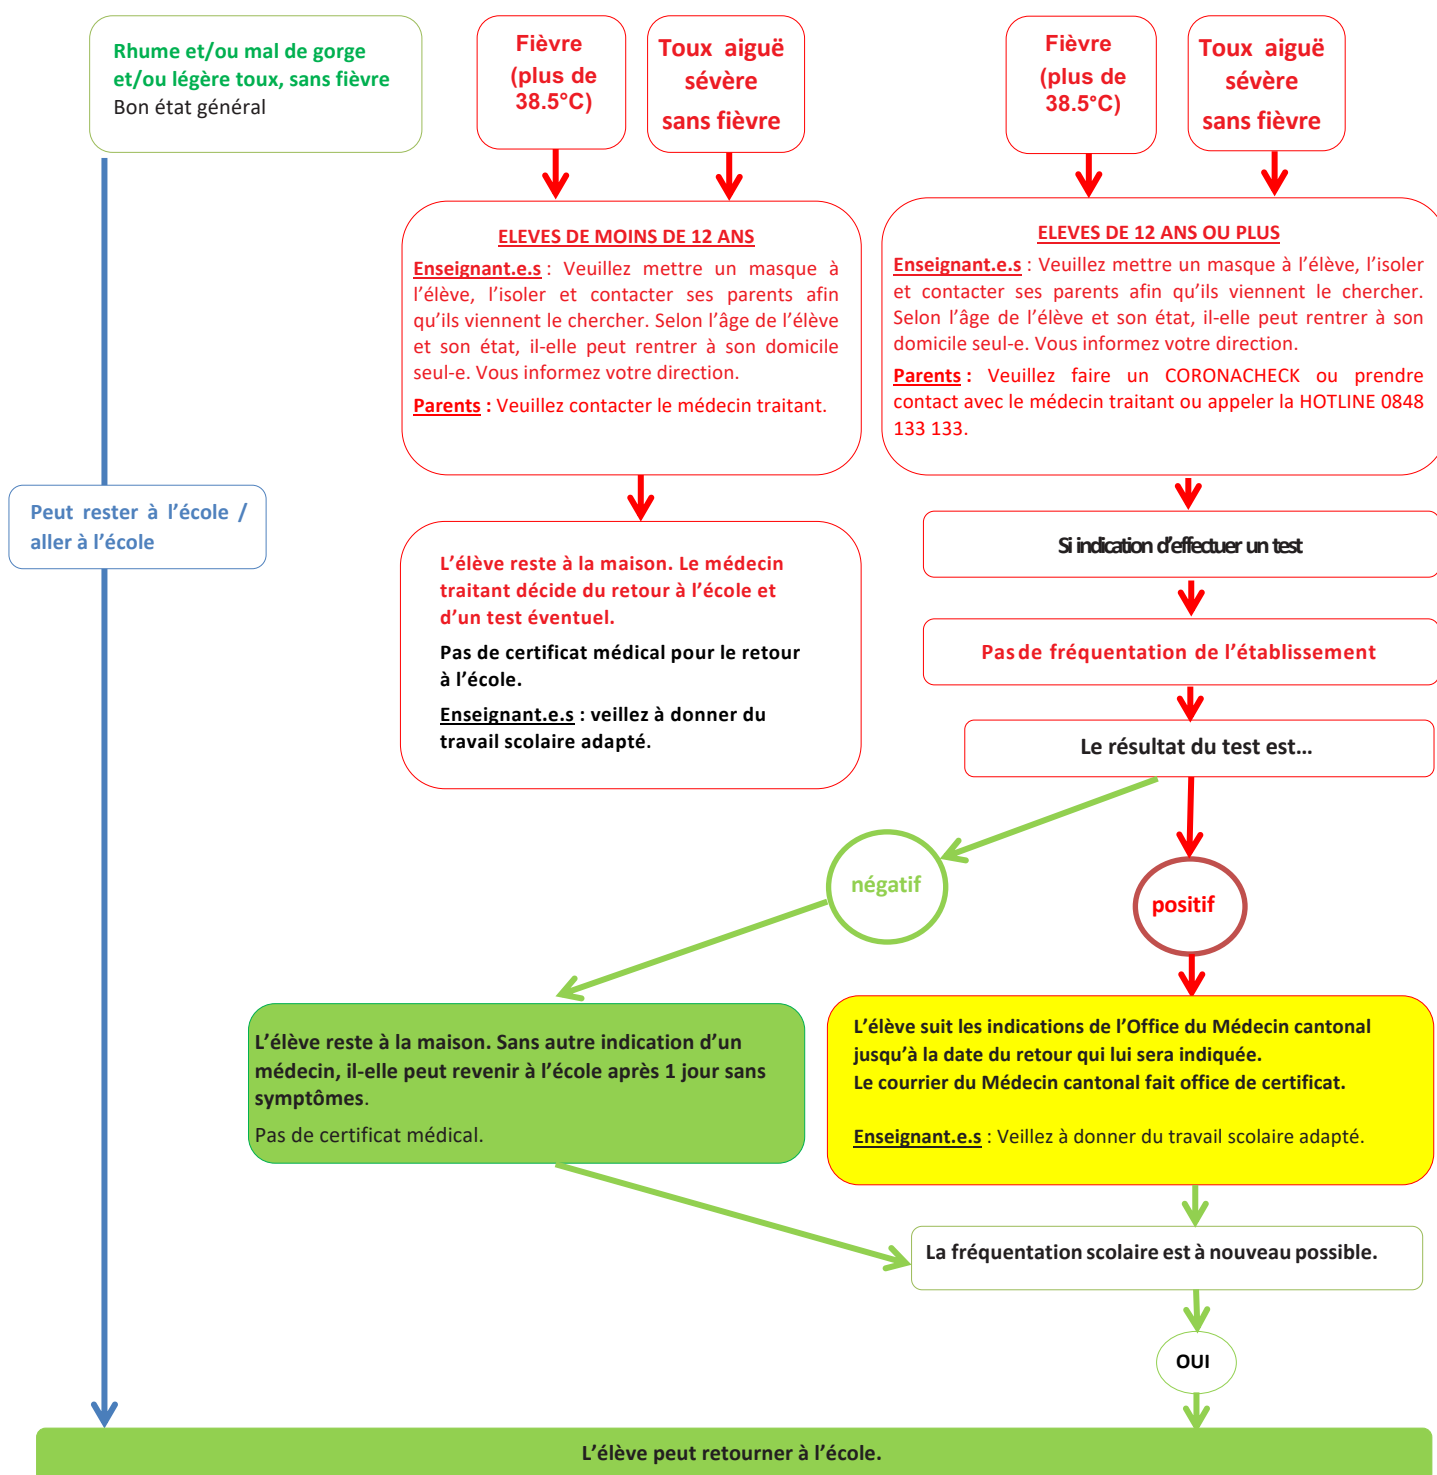 Rhume et/ou mal de gorge
et/ou légère toux, sans fièvre
Bon état général
Fièvre
(plus de
38.5°C)
Toux aiguë
sévère
sans fièvre
Fièvre
(plus de
38.5°C)
Toux aiguë
sévère
sans fièvre
ELEVES DE MOINS DE 12 ANS
Enseignant.e.s : Veuillez mettre un masque à
l’élève, l’isoler et contacter ses parents afin
qu’ils viennent le chercher. Selon l’âge de l’élève
et son état, il-elle peut rentrer à son domicile
seul-e. Vous informez votre direction.
Parents : Veuillez contacter le médecin traitant.
ELEVES DE 12 ANS OU PLUS
Enseignant.e.s : Veuillez mettre un masque à l’élève, l’isoler
et contacter ses parents afin qu’ils viennent le chercher.
Selon l’âge de l’élève et son état, il-elle peut rentrer à son
domicile seul-e. Vous informez votre direction.
Parents : Veuillez faire un CORONACHECK ou prendre
contact avec le médecin traitant ou appeler la HOTLINE 0848
133 133.
Peut rester à l’école /
aller à l’école
L’élève reste à la maison. Le médecin
traitant décide du retour à l’école et
d’un test éventuel.
Pas de certificat médical pour le retour
à l’école.
Enseignant.e.s : veillez à donner du
travail scolaire adapté.
Si indication d’effectuer un test
Pas de fréquentation de l’établissement
Le résultat du test est…
négatif
positif
L’élève reste à la maison. Sans autre indication d’un
médecin, il-elle peut revenir à l’école après 1 jour sans
symptômes.
Pas de certificat médical.
L’élève suit les indications de l’Office du Médecin cantonal
jusqu’à la date du retour qui lui sera indiquée.
Le courrier du Médecin cantonal fait office de certificat.
Enseignant.e.s : Veillez à donner du travail scolaire adapté.
La fréquentation scolaire est à nouveau possible.
OUI
L’élève peut retourner à l’école.